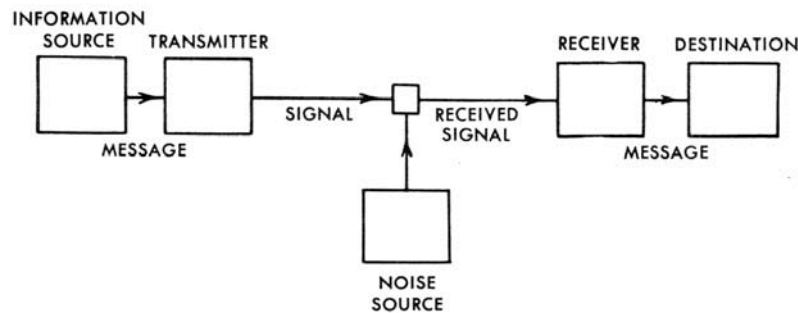 INFORMATION
SOURCE
TRANSMITTER
RECEIVER
DESTINATION
SIGNAL
RECEIVED
SIGNAL
MESSAGE
MESSAGE
NOISE
SOURCE